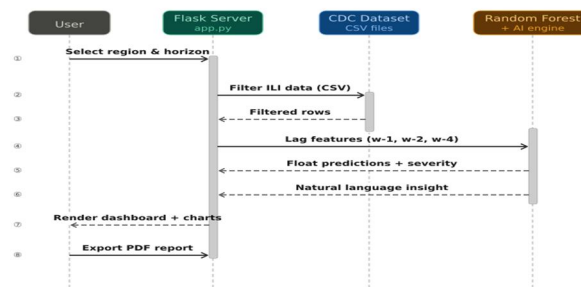 User
Flask Server
app.py
CDC Dataset
CSV files
Random Forest
+ AI engine
① Select region & horizon
② Filter ILI data (CSV)
③ Filtered rows
④ Lag features (w-1, w-2, w-4)
⑤ Float predictions + severity
⑥ Natural language insight
⑦ Render dashboard + charts
⑧ Export PDF report